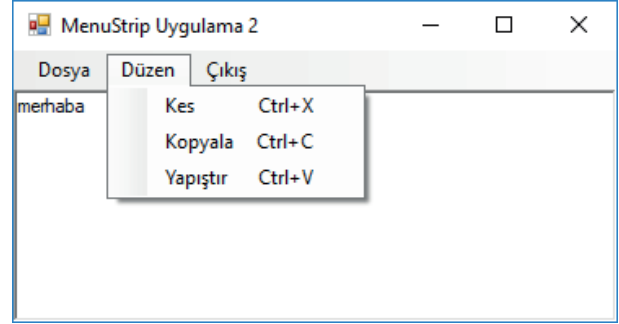 MenuStrip Uygulama 2
Dosya Düzen Çıkış
merhaba
Kes Ctrl+X
Kopyala Ctrl+C
Yapıştır Ctrl+V